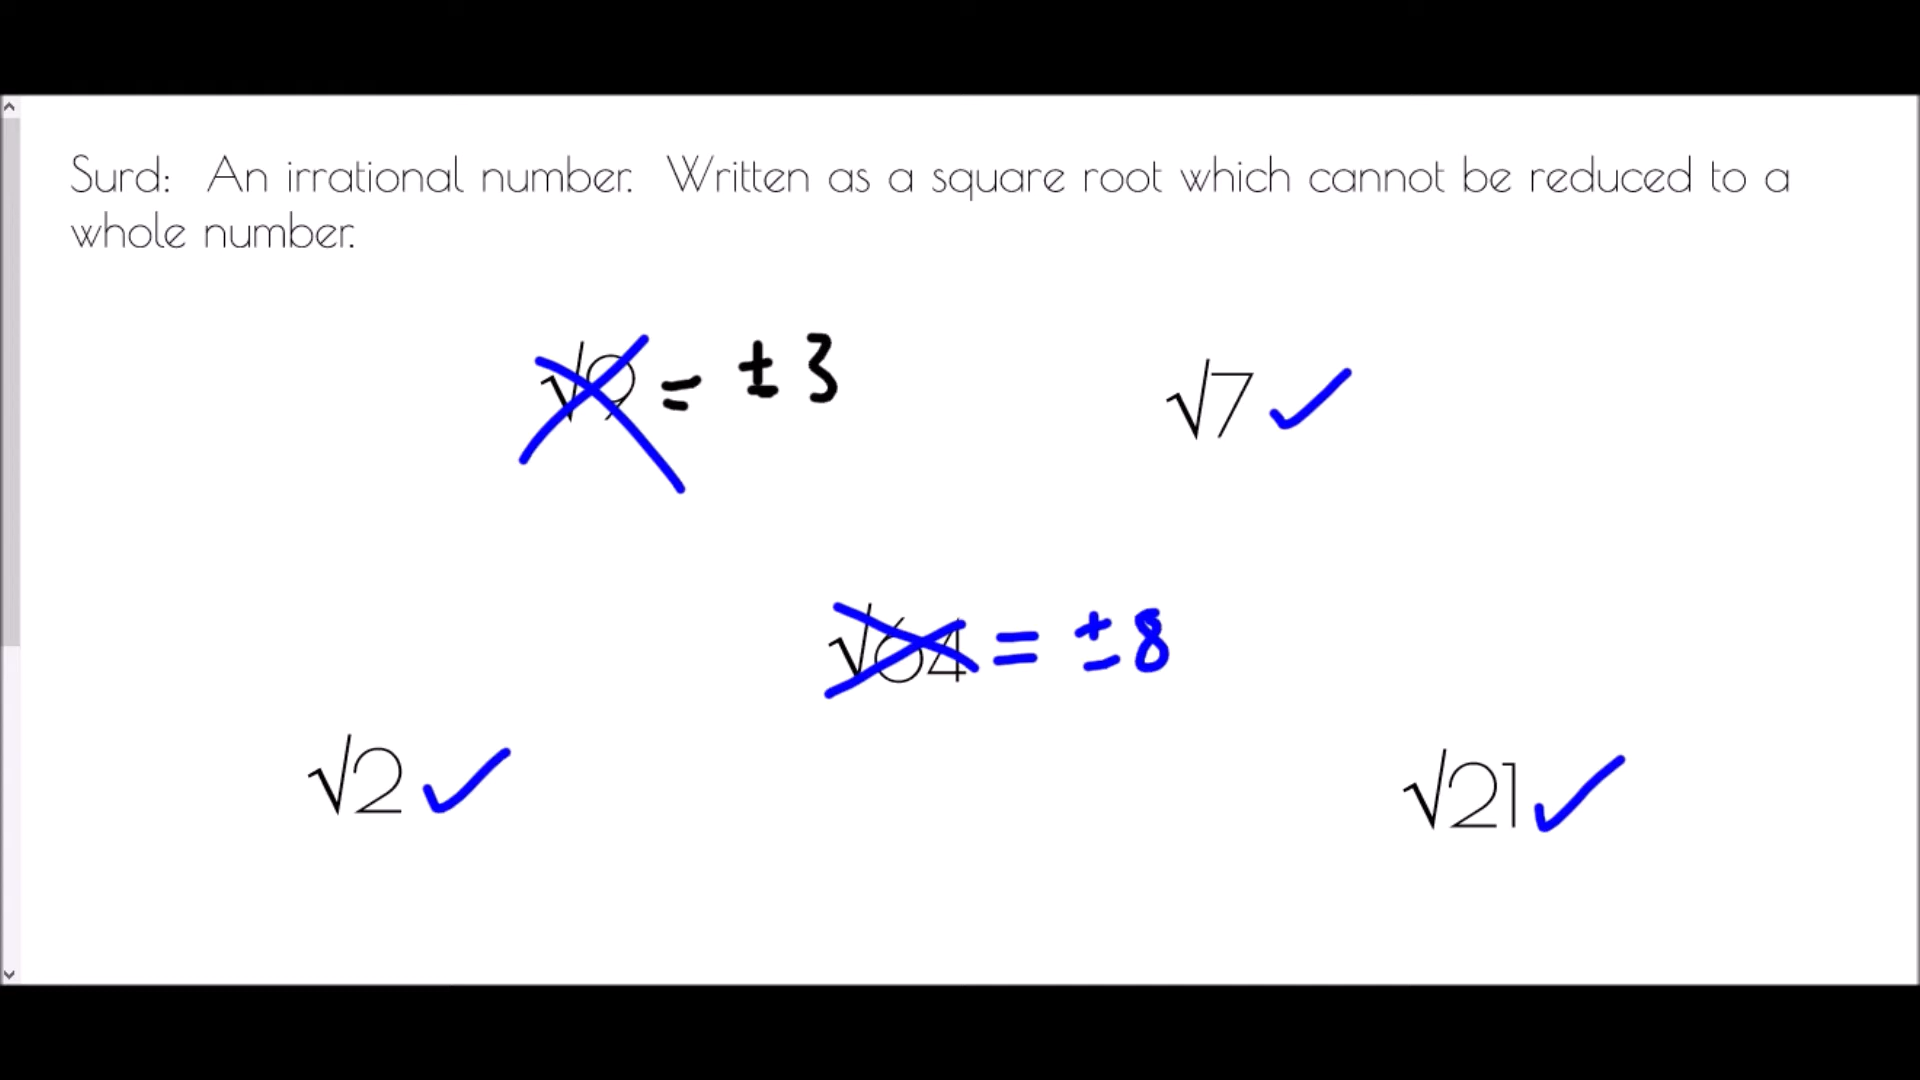 Surd: An irrational number. Written as a square root which cannot be reduced to a
whole number.
√9 = ± 3
√7 ✓
√64 = ± 8
√2 ✓
√21 ✓